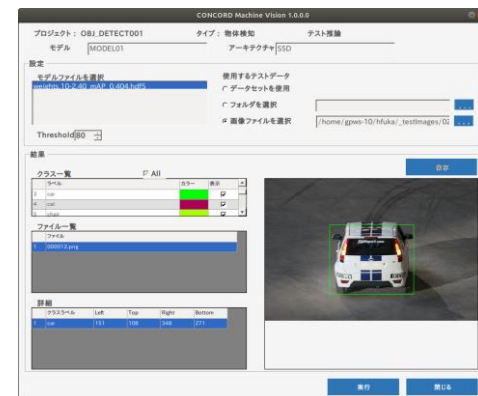 CONCORD Machine Vision 1.0.0.0
プロジェクト： OBJ_DETECT001 タイプ： 物体検知 テスト推論
モデル MODEL01 アーキテクチャ SSD
設定
モデルファイルを選択 使用するテストデータ
weights.10-2.40_mAP_0.404.hdf5
データセットを使用
フォルダを選択 ...
画像ファイルを選択 /home/gpws-10/hfuka/_testImages/02 ...
Threshold 80
結果
保存
クラス一覧 All
ラベル カラー 表示
3 car
4 cat
5 chair
ファイル一覧
ファイル
1 000012.png
詳細
クラスラベル Left Top Right Bottom
1 car 151 108 348 271
実行 閉じる